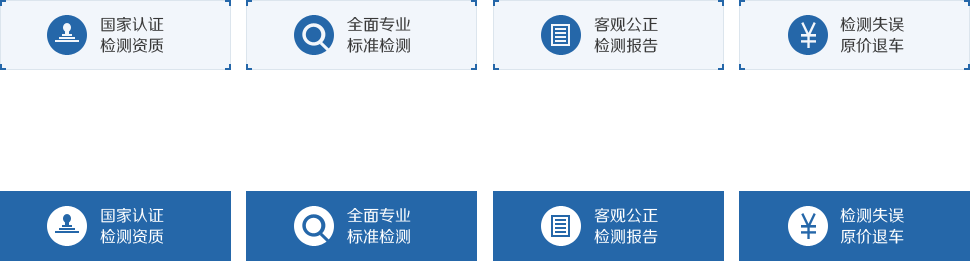 国家认证
检测资质
全面专业
标准检测
客观公正
检测报告
检测失误
原价退车
国家认证
检测资质
全面专业
标准检测
客观公正
检测报告
检测失误
原价退车